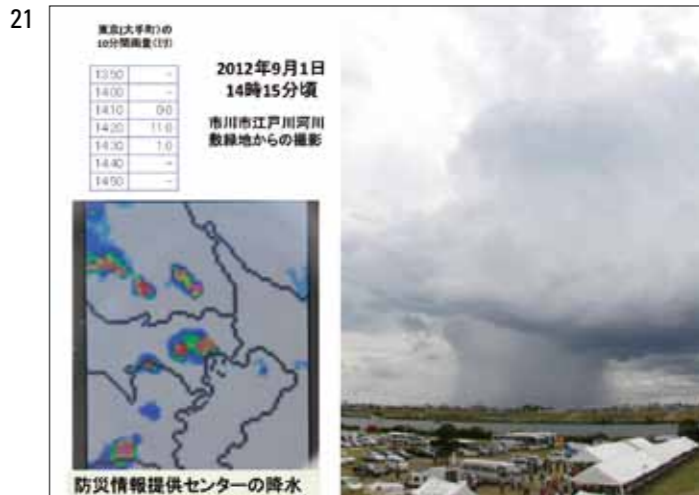 21
東京(大手町)の
10分間雨量(ミリ)
13:50 -
14:00 -
14:10 0.0
14:20 11.0
14:30 1.0
14:40 -
14:50 -
2012年9月1日
14時15分頃
市川市江戸川河川
敷緑地からの撮影
防災情報提供センターの降水